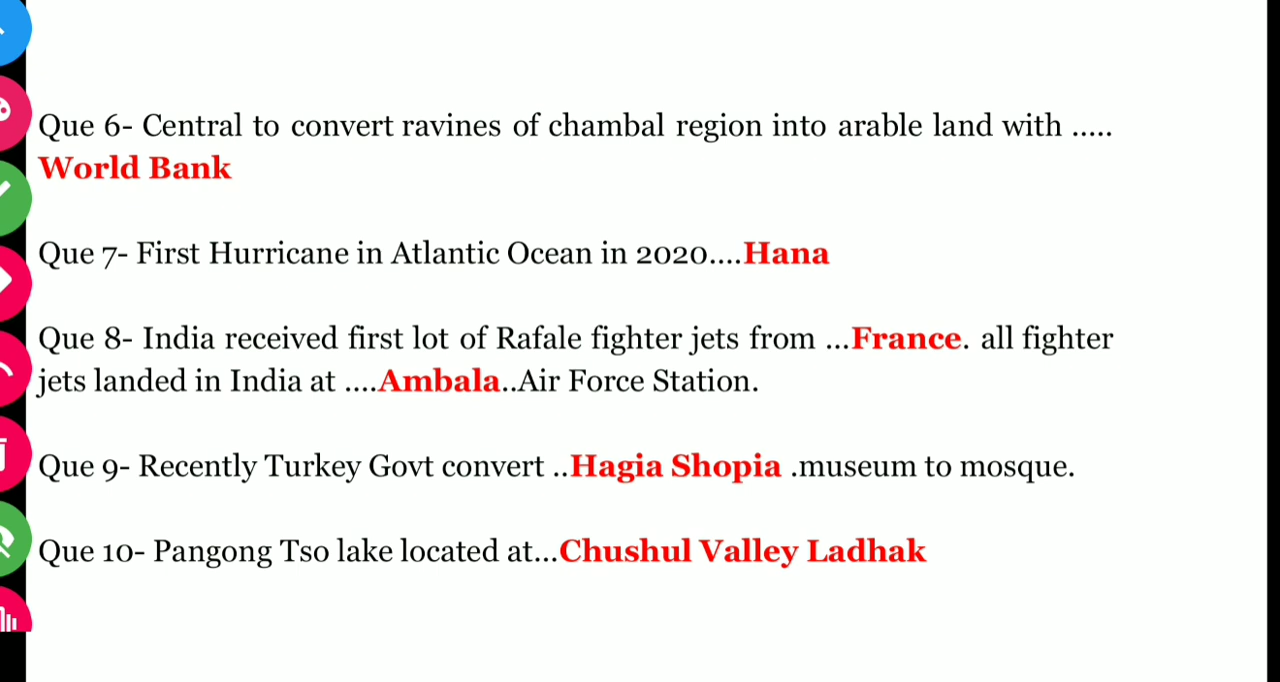 Que 6- Central to convert ravines of chambal region into arable land with .....
World Bank
Que 7- First Hurricane in Atlantic Ocean in 2020....Hana
Que 8- India received first lot of Rafale fighter jets from ...France. all fighter
jets landed in India at ....Ambala..Air Force Station.
Que 9- Recently Turkey Govt convert ..Hagia Shopia .museum to mosque.
Que 10- Pangong Tso lake located at...Chushul Valley Ladhak